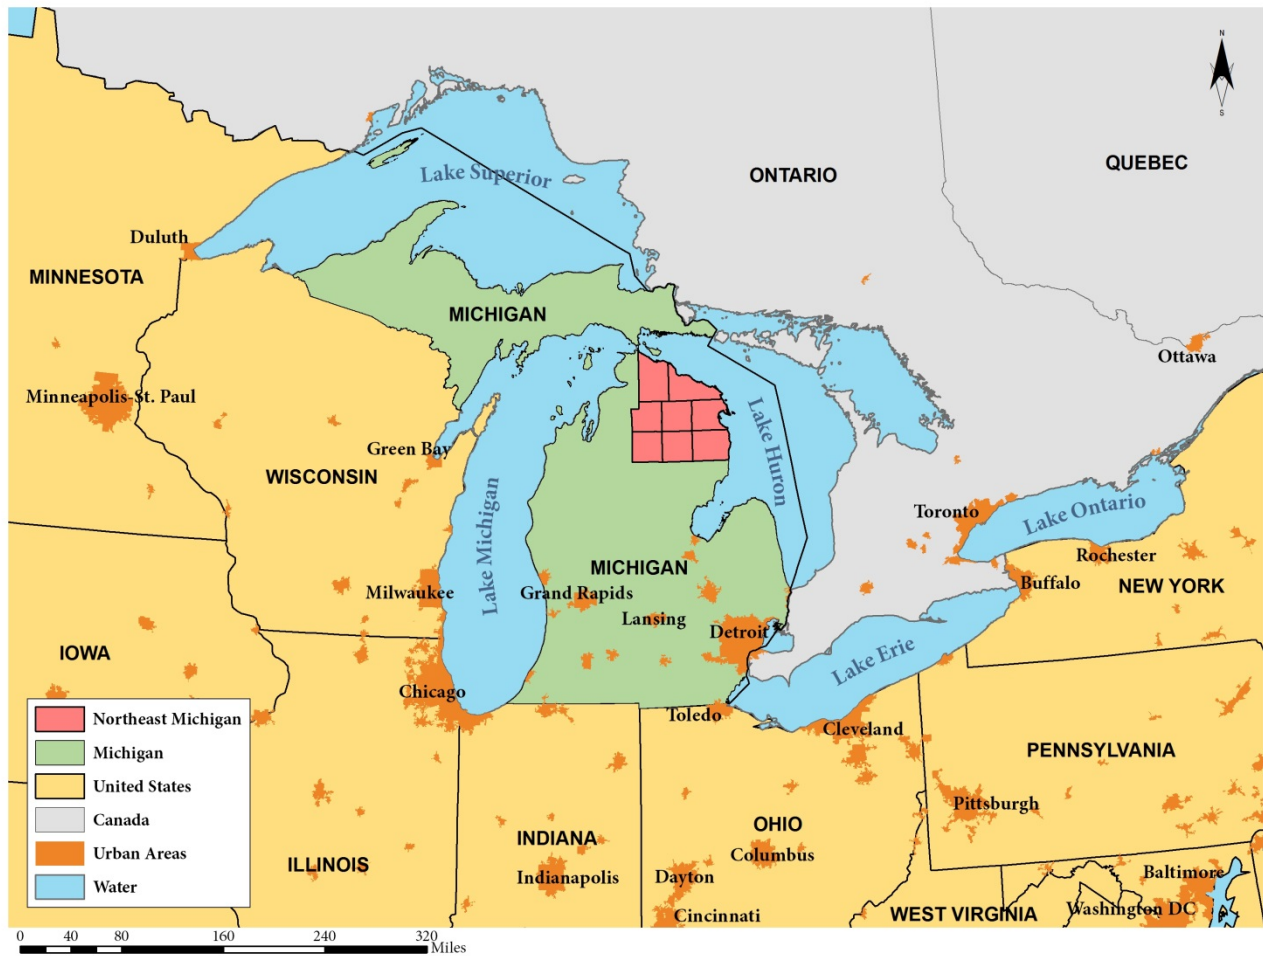 N
S
ONTARIO
QUEBEC
Lake Superior
Duluth
MINNESOTA
MICHIGAN
Ottawa
Minneapolis-St. Paul
Green Bay
WISCONSIN
Lake Huron
Lake Michigan
Toronto
Lake Ontario
Rochester
Buffalo
NEW YORK
MICHIGAN
Milwaukee
Grand Rapids
Lansing
Detroit
IOWA
Lake Erie
Chicago
Toledo
Cleveland
PENNSYLVANIA
Pittsburgh
OHIO
INDIANA
Columbus
ILLINOIS
Indianapolis
Dayton
Baltimore
Cincinnati
WEST VIRGINIA
Washington DC
Northeast Michigan
Michigan
United States
Canada
Urban Areas
Water
0 40 80 160 240 320
Miles